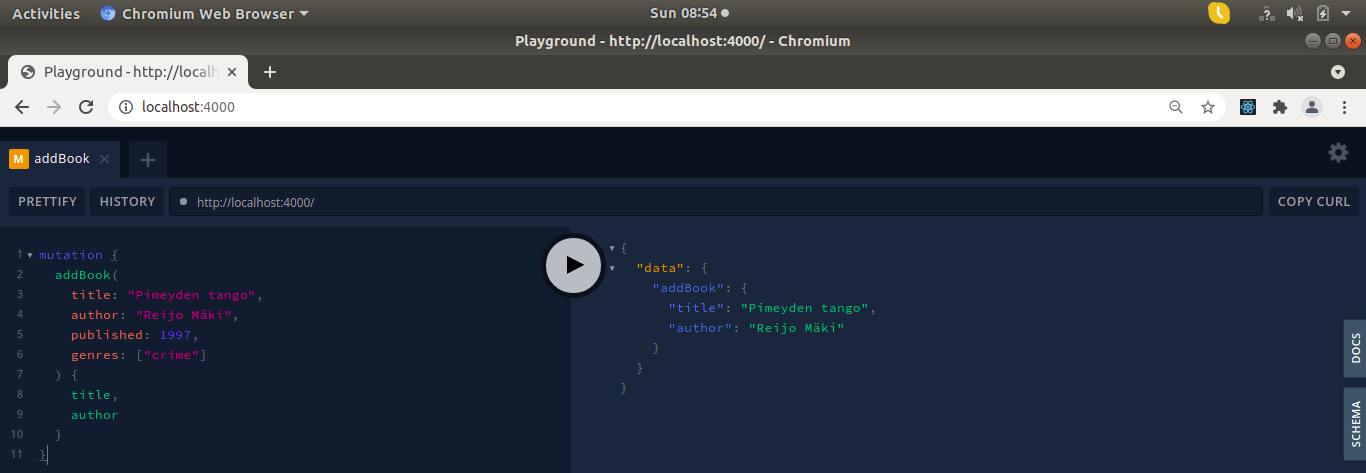 Activities Chromium Web Browser Sun 08:54
Playground - http://localhost:4000/ - Chromium
Playground - http://localh
localhost:4000
M addBook
PRETTIFY HISTORY http://localhost:4000/ COPY CURL
1 mutation {
2 addBook(
3 title: "Pimeyden tango",
4 author: "Reijo Mäki",
5 published: 1997,
6 genres: ["crime"]
7 ) {
8 title,
9 author
10 }
11 }
{
"data": {
"addBook": {
"title": "Pimeyden tango",
"author": "Reijo Mäki"
}
}
}
DOCS
SCHEMA